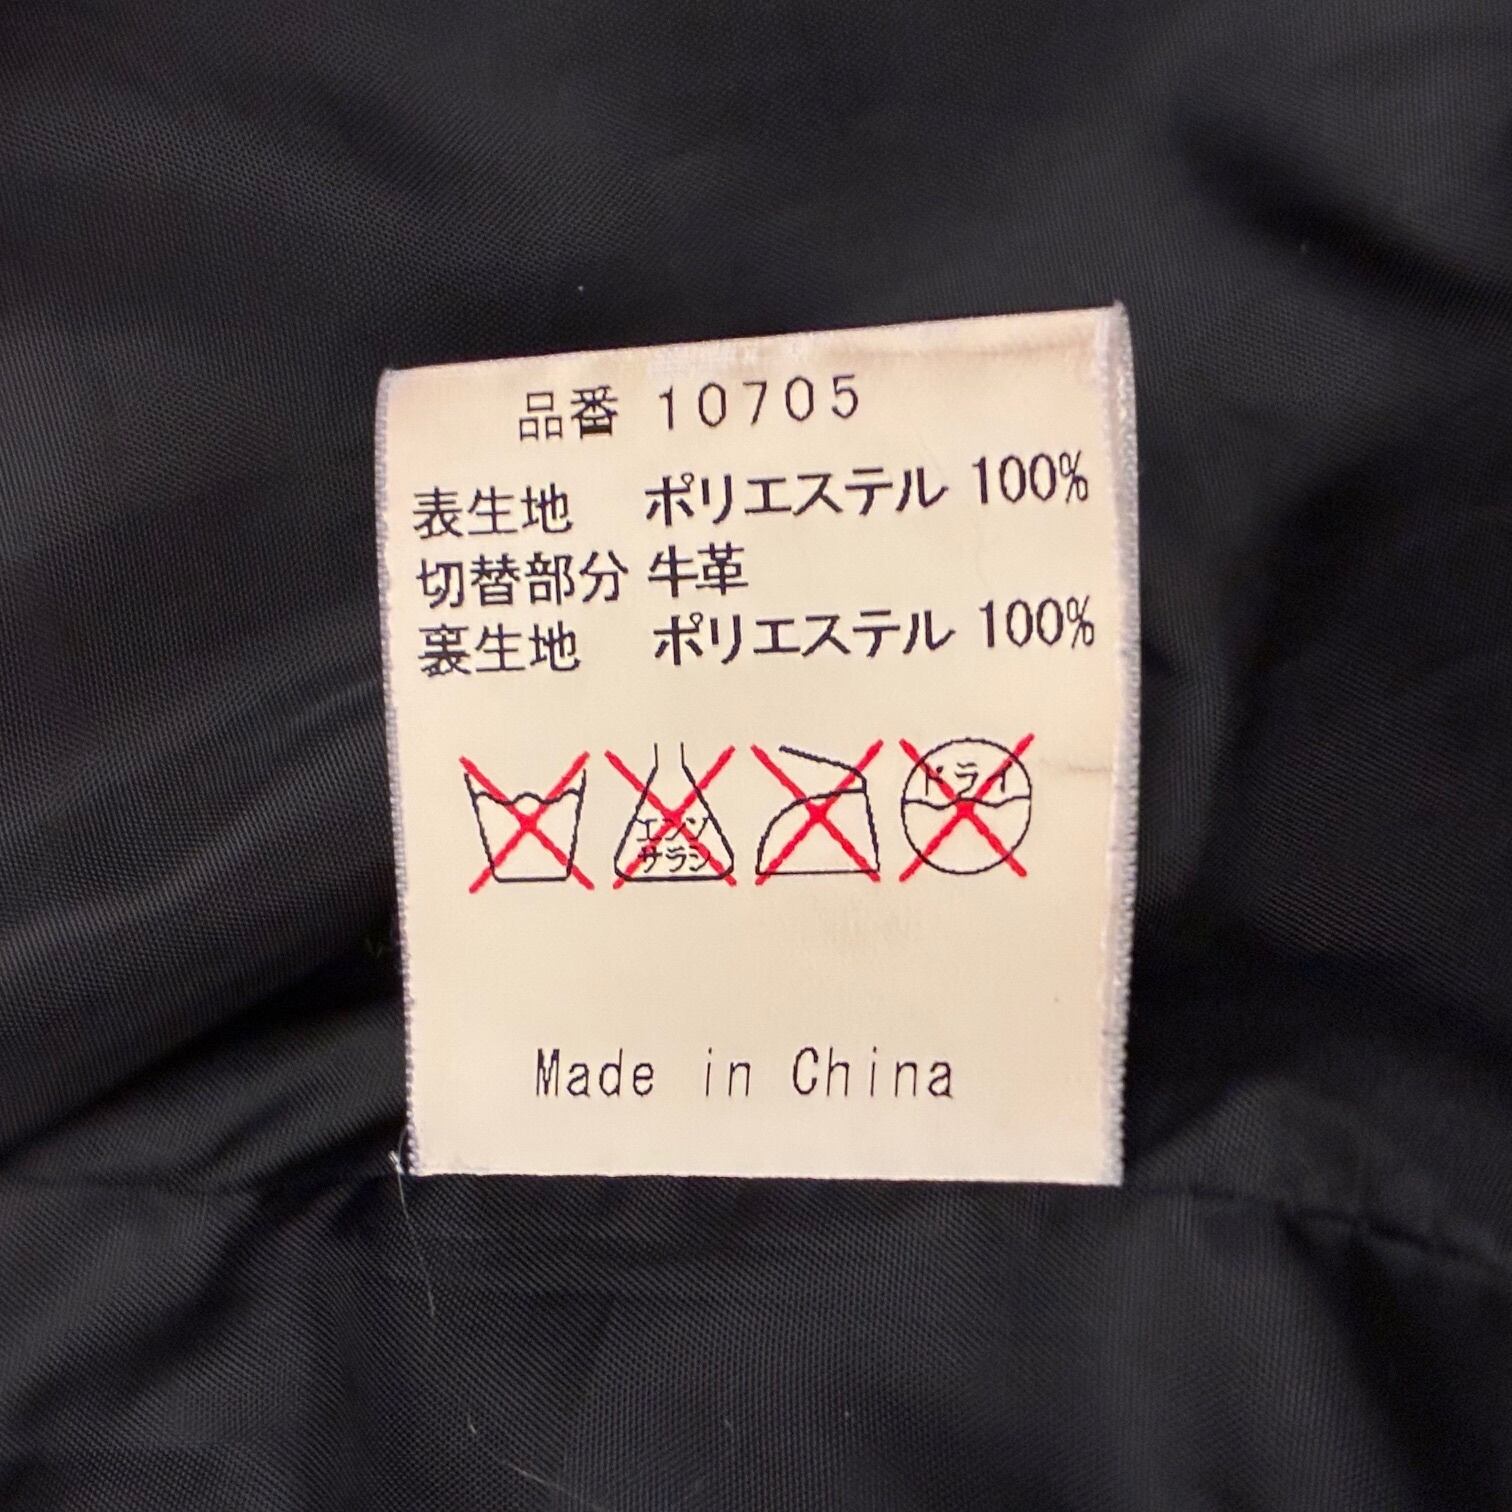 品番 10705
表生地 ポリエステル 100%
切替部分 牛革
裏生地 ポリエステル 100%
エンソ
サラシ
ドライ
Made in China